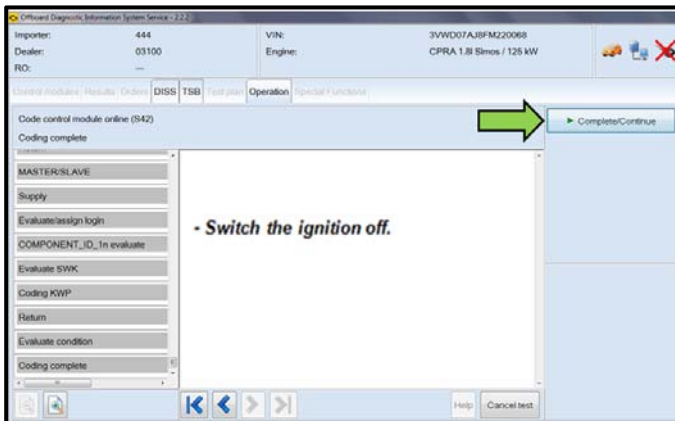 Offboard Diagnostic Information System Service - 2.2.2
Importer: 444 VIN: 3VWD07AJ8FM220068
Dealer: 03100 Engine: CPRA 1.8l Simos / 125 kW
RO: ---
Control modules Results Orders DISS TSB Test plan Operation Special Functions
Code control module online (S42)
Complete/Continue
Coding complete
MASTER/SLAVE
Supply
Evaluate/assign login
- Switch the ignition off.
COMPONENT_ID_1n evaluate
Evaluate SWK
Coding KWP
Return
Evaluate condition
Coding complete
Help Cancel test